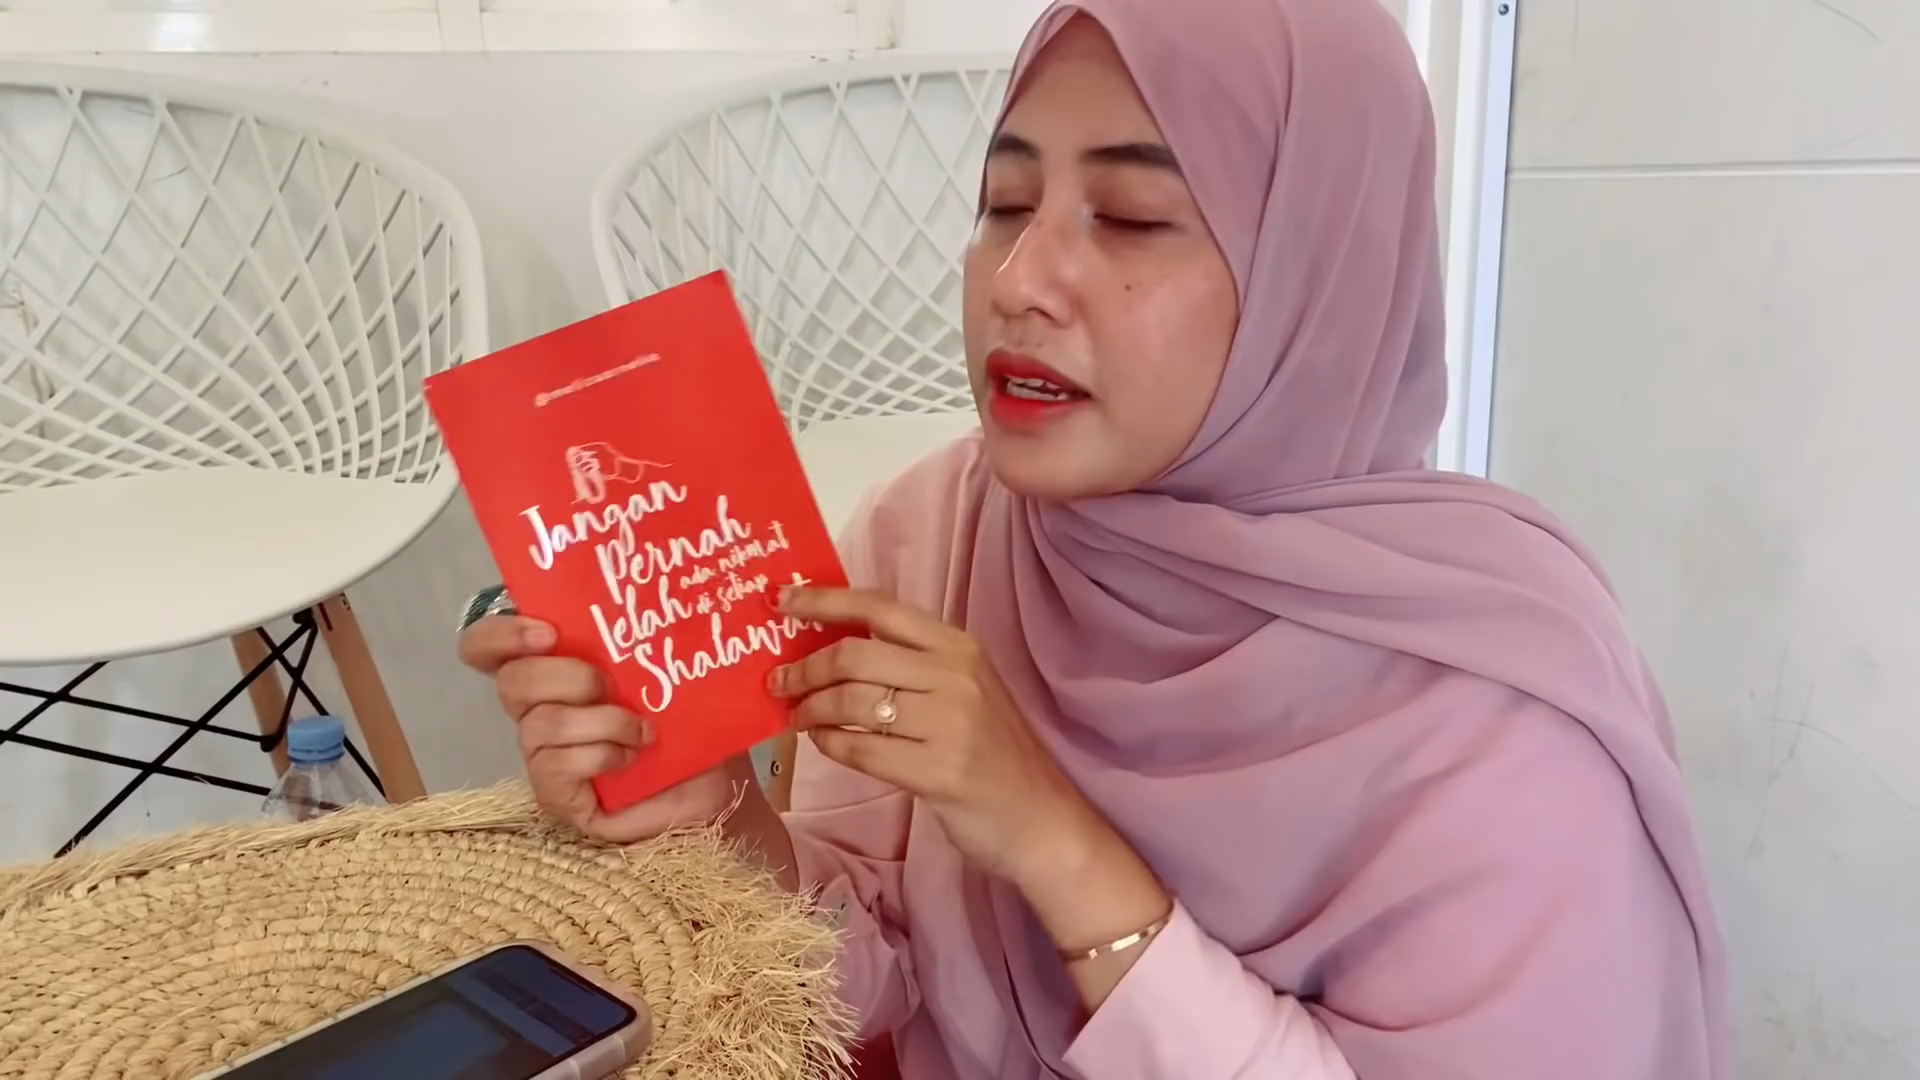 Jangan
Pernah
Lelah ada nikmat
di setiap
Shalawat